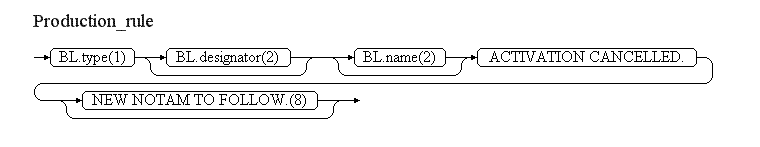 Production_rule
BL.type(1) BL.designator(2) BL.name(2) ACTIVATION CANCELLED.
NEW NOTAM TO FOLLOW.(8)